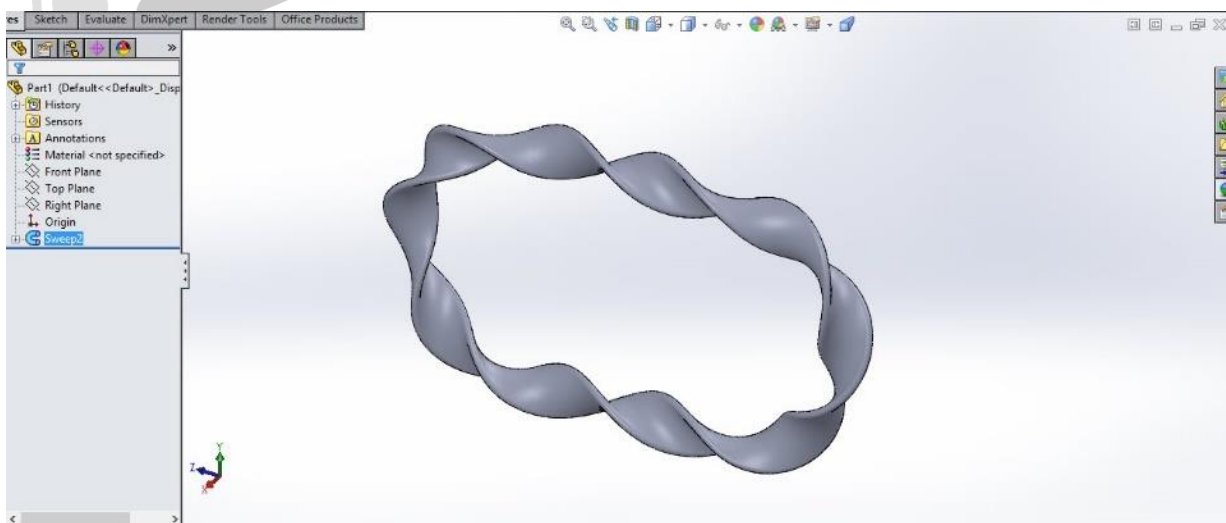 es Sketch Evaluate DimXpert Render Tools Office Products
»
Part1 (Default<<Default>_Disp
History
Sensors
A Annotations
Material <not specified>
Front Plane
Top Plane
Right Plane
Origin
Sweep2
Y
Z
X